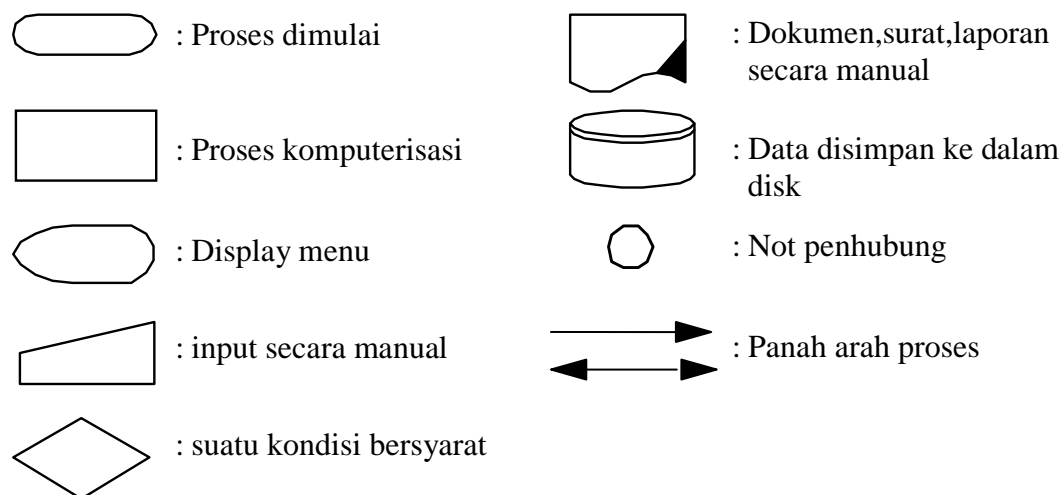 : Proses dimulai
: Proses komputerisasi
: Display menu
: input secara manual
: suatu kondisi bersyarat
: Dokumen,surat,laporan
secara manual
: Data disimpan ke dalam
disk
: Not penhubung
: Panah arah proses